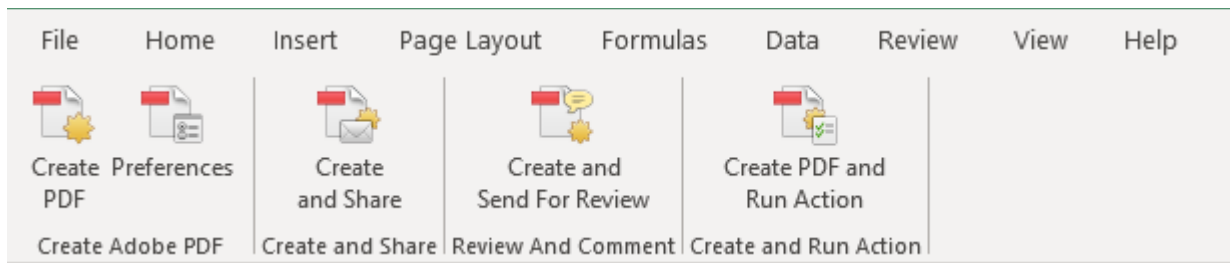 File Home Insert Page Layout Formulas Data Review View Help
Create PDF
Preferences
Create and Share
Create and Send For Review
Create PDF and Run Action
Create Adobe PDF Create and Share Review And Comment Create and Run Action